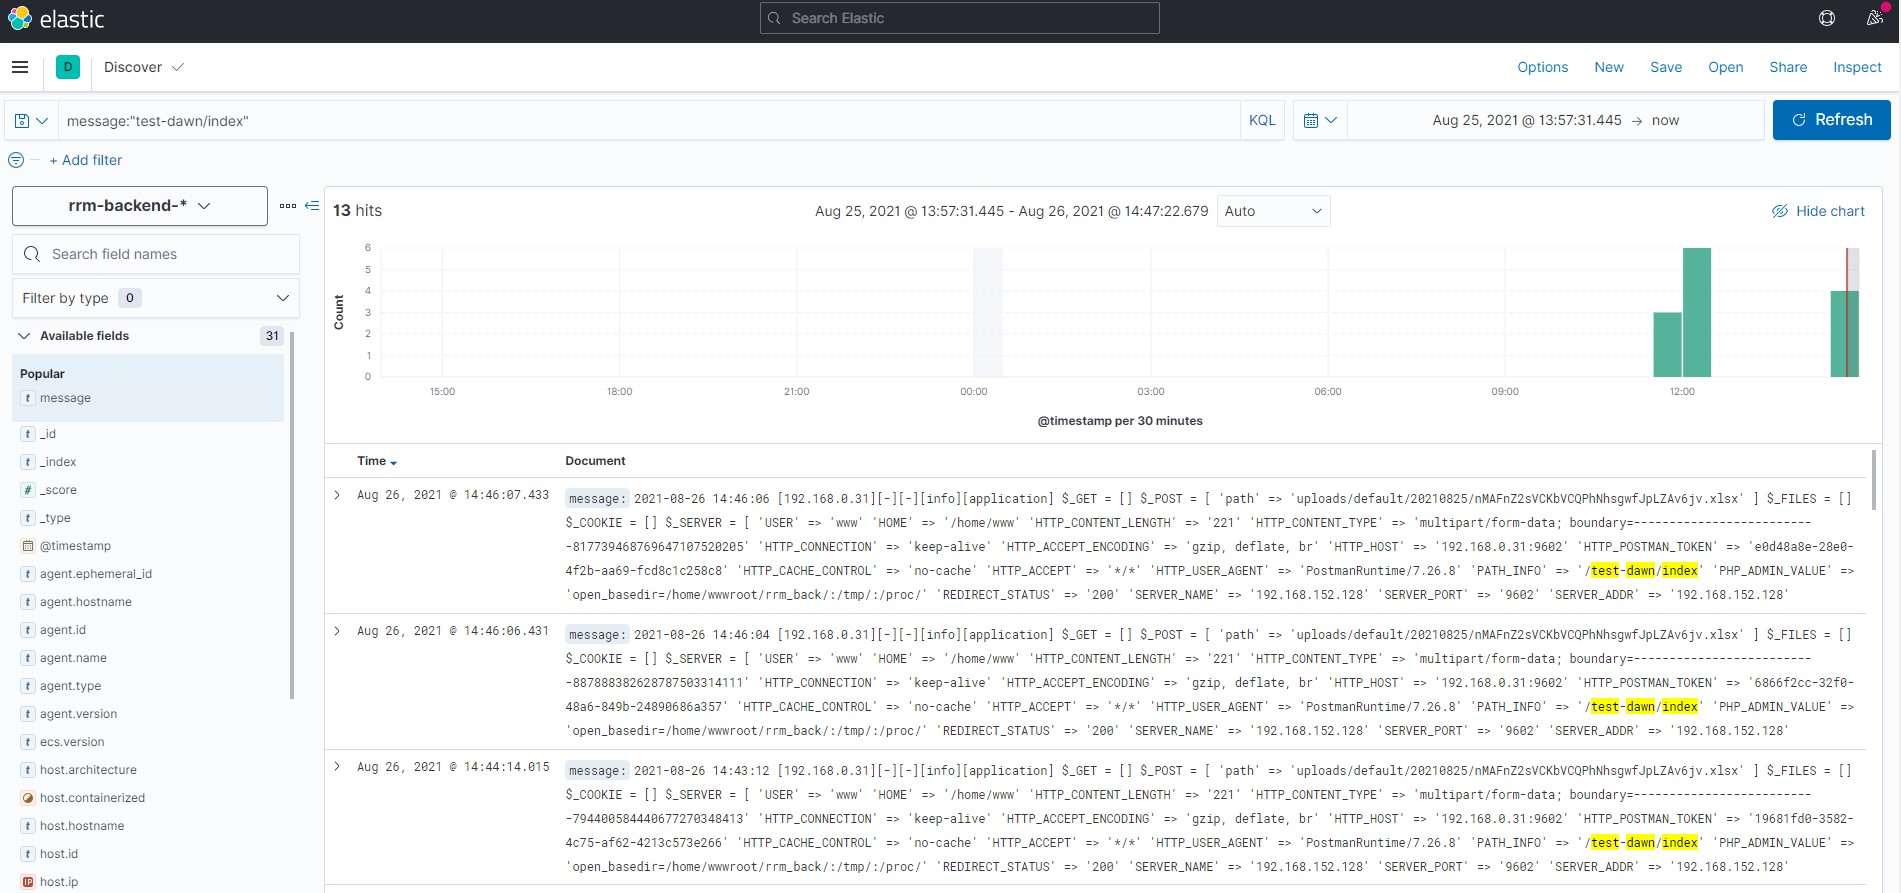 elastic
Search Elastic
D
Discover
Options New Save Open Share Inspect
message:"test-dawn/index"
KQL
Aug 25, 2021 @ 13:57:31.445 → now
Refresh
+ Add filter
rrm-backend-*
Search field names
Filter by type 0
Available fields 31
Popular
t message
t _id
t _index
# _score
t _type
@timestamp
t agent.ephemeral_id
t agent.hostname
t agent.id
t agent.name
t agent.type
t agent.version
t ecs.version
t host.architecture
host.containerized
t host.hostname
t host.id
IP host.ip
13 hits
Aug 25, 2021 @ 13:57:31.445 - Aug 26, 2021 @ 14:47:22.679
Auto
Hide chart
Count
6
5
4
3
2
1
0
15:00 18:00 21:00 00:00 03:00 06:00 09:00 12:00
@timestamp per 30 minutes
Time Document
Aug 26, 2021 @ 14:46:07.433
message: 2021-08-26 14:46:06 [192.168.0.31][-][-][info][application] $_GET = [] $_POST = [ 'path' => 'uploads/default/20210825/nMAFnZ2sVCKbVCQPhNhsgwfJpLZAv6jv.xlsx' ] $_FILES = []
$_COOKIE = [] $_SERVER = [ 'USER' => 'www' 'HOME' => '/home/www' 'HTTP_CONTENT_LENGTH' => '221' 'HTTP_CONTENT_TYPE' => 'multipart/form-data; boundary=--------------------------
-817739468769647107520205' 'HTTP_CONNECTION' => 'keep-alive' 'HTTP_ACCEPT_ENCODING' => 'gzip, deflate, br' 'HTTP_HOST' => '192.168.0.31:9602' 'HTTP_POSTMAN_TOKEN' => 'e0d48a8e-28e0-
4f2b-aa69-fcd8c1c258c8' 'HTTP_CACHE_CONTROL' => 'no-cache' 'HTTP_ACCEPT' => '*/*' 'HTTP_USER_AGENT' => 'PostmanRuntime/7.26.8' 'PATH_INFO' => '/test-dawn/index' 'PHP_ADMIN_VALUE' =>
'open_basedir=/home/wwwroot/rrm_back/:/tmp/:/proc/' 'REDIRECT_STATUS' => '200' 'SERVER_NAME' => '192.168.152.128' 'SERVER_PORT' => '9602' 'SERVER_ADDR' => '192.168.152.128'
Aug 26, 2021 @ 14:46:06.431
message: 2021-08-26 14:46:04 [192.168.0.31][-][-][info][application] $_GET = [] $_POST = [ 'path' => 'uploads/default/20210825/nMAFnZ2sVCKbVCQPhNhsgwfJpLZAv6jv.xlsx' ] $_FILES = []
$_COOKIE = [] $_SERVER = [ 'USER' => 'www' 'HOME' => '/home/www' 'HTTP_CONTENT_LENGTH' => '221' 'HTTP_CONTENT_TYPE' => 'multipart/form-data; boundary=--------------------------
-887888382628787503314111' 'HTTP_CONNECTION' => 'keep-alive' 'HTTP_ACCEPT_ENCODING' => 'gzip, deflate, br' 'HTTP_HOST' => '192.168.0.31:9602' 'HTTP_POSTMAN_TOKEN' => '6866f2cc-32f0-
48a6-849b-24890686a357' 'HTTP_CACHE_CONTROL' => 'no-cache' 'HTTP_ACCEPT' => '*/*' 'HTTP_USER_AGENT' => 'PostmanRuntime/7.26.8' 'PATH_INFO' => '/test-dawn/index' 'PHP_ADMIN_VALUE' =>
'open_basedir=/home/wwwroot/rrm_back/:/tmp/:/proc/' 'REDIRECT_STATUS' => '200' 'SERVER_NAME' => '192.168.152.128' 'SERVER_PORT' => '9602' 'SERVER_ADDR' => '192.168.152.128'
Aug 26, 2021 @ 14:44:14.015
message: 2021-08-26 14:43:12 [192.168.0.31][-][-][info][application] $_GET = [] $_POST = [ 'path' => 'uploads/default/20210825/nMAFnZ2sVCKbVCQPhNhsgwfJpLZAv6jv.xlsx' ] $_FILES = []
$_COOKIE = [] $_SERVER = [ 'USER' => 'www' 'HOME' => '/home/www' 'HTTP_CONTENT_LENGTH' => '221' 'HTTP_CONTENT_TYPE' => 'multipart/form-data; boundary=--------------------------
-794400584440677270348413' 'HTTP_CONNECTION' => 'keep-alive' 'HTTP_ACCEPT_ENCODING' => 'gzip, deflate, br' 'HTTP_HOST' => '192.168.0.31:9602' 'HTTP_POSTMAN_TOKEN' => '19681fd0-3582-
4c75-af62-4213c573e266' 'HTTP_CACHE_CONTROL' => 'no-cache' 'HTTP_ACCEPT' => '*/*' 'HTTP_USER_AGENT' => 'PostmanRuntime/7.26.8' 'PATH_INFO' => '/test-dawn/index' 'PHP_ADMIN_VALUE' =>
'open_basedir=/home/wwwroot/rrm_back/:/tmp/:/proc/' 'REDIRECT_STATUS' => '200' 'SERVER_NAME' => '192.168.152.128' 'SERVER_PORT' => '9602' 'SERVER_ADDR' => '192.168.152.128'